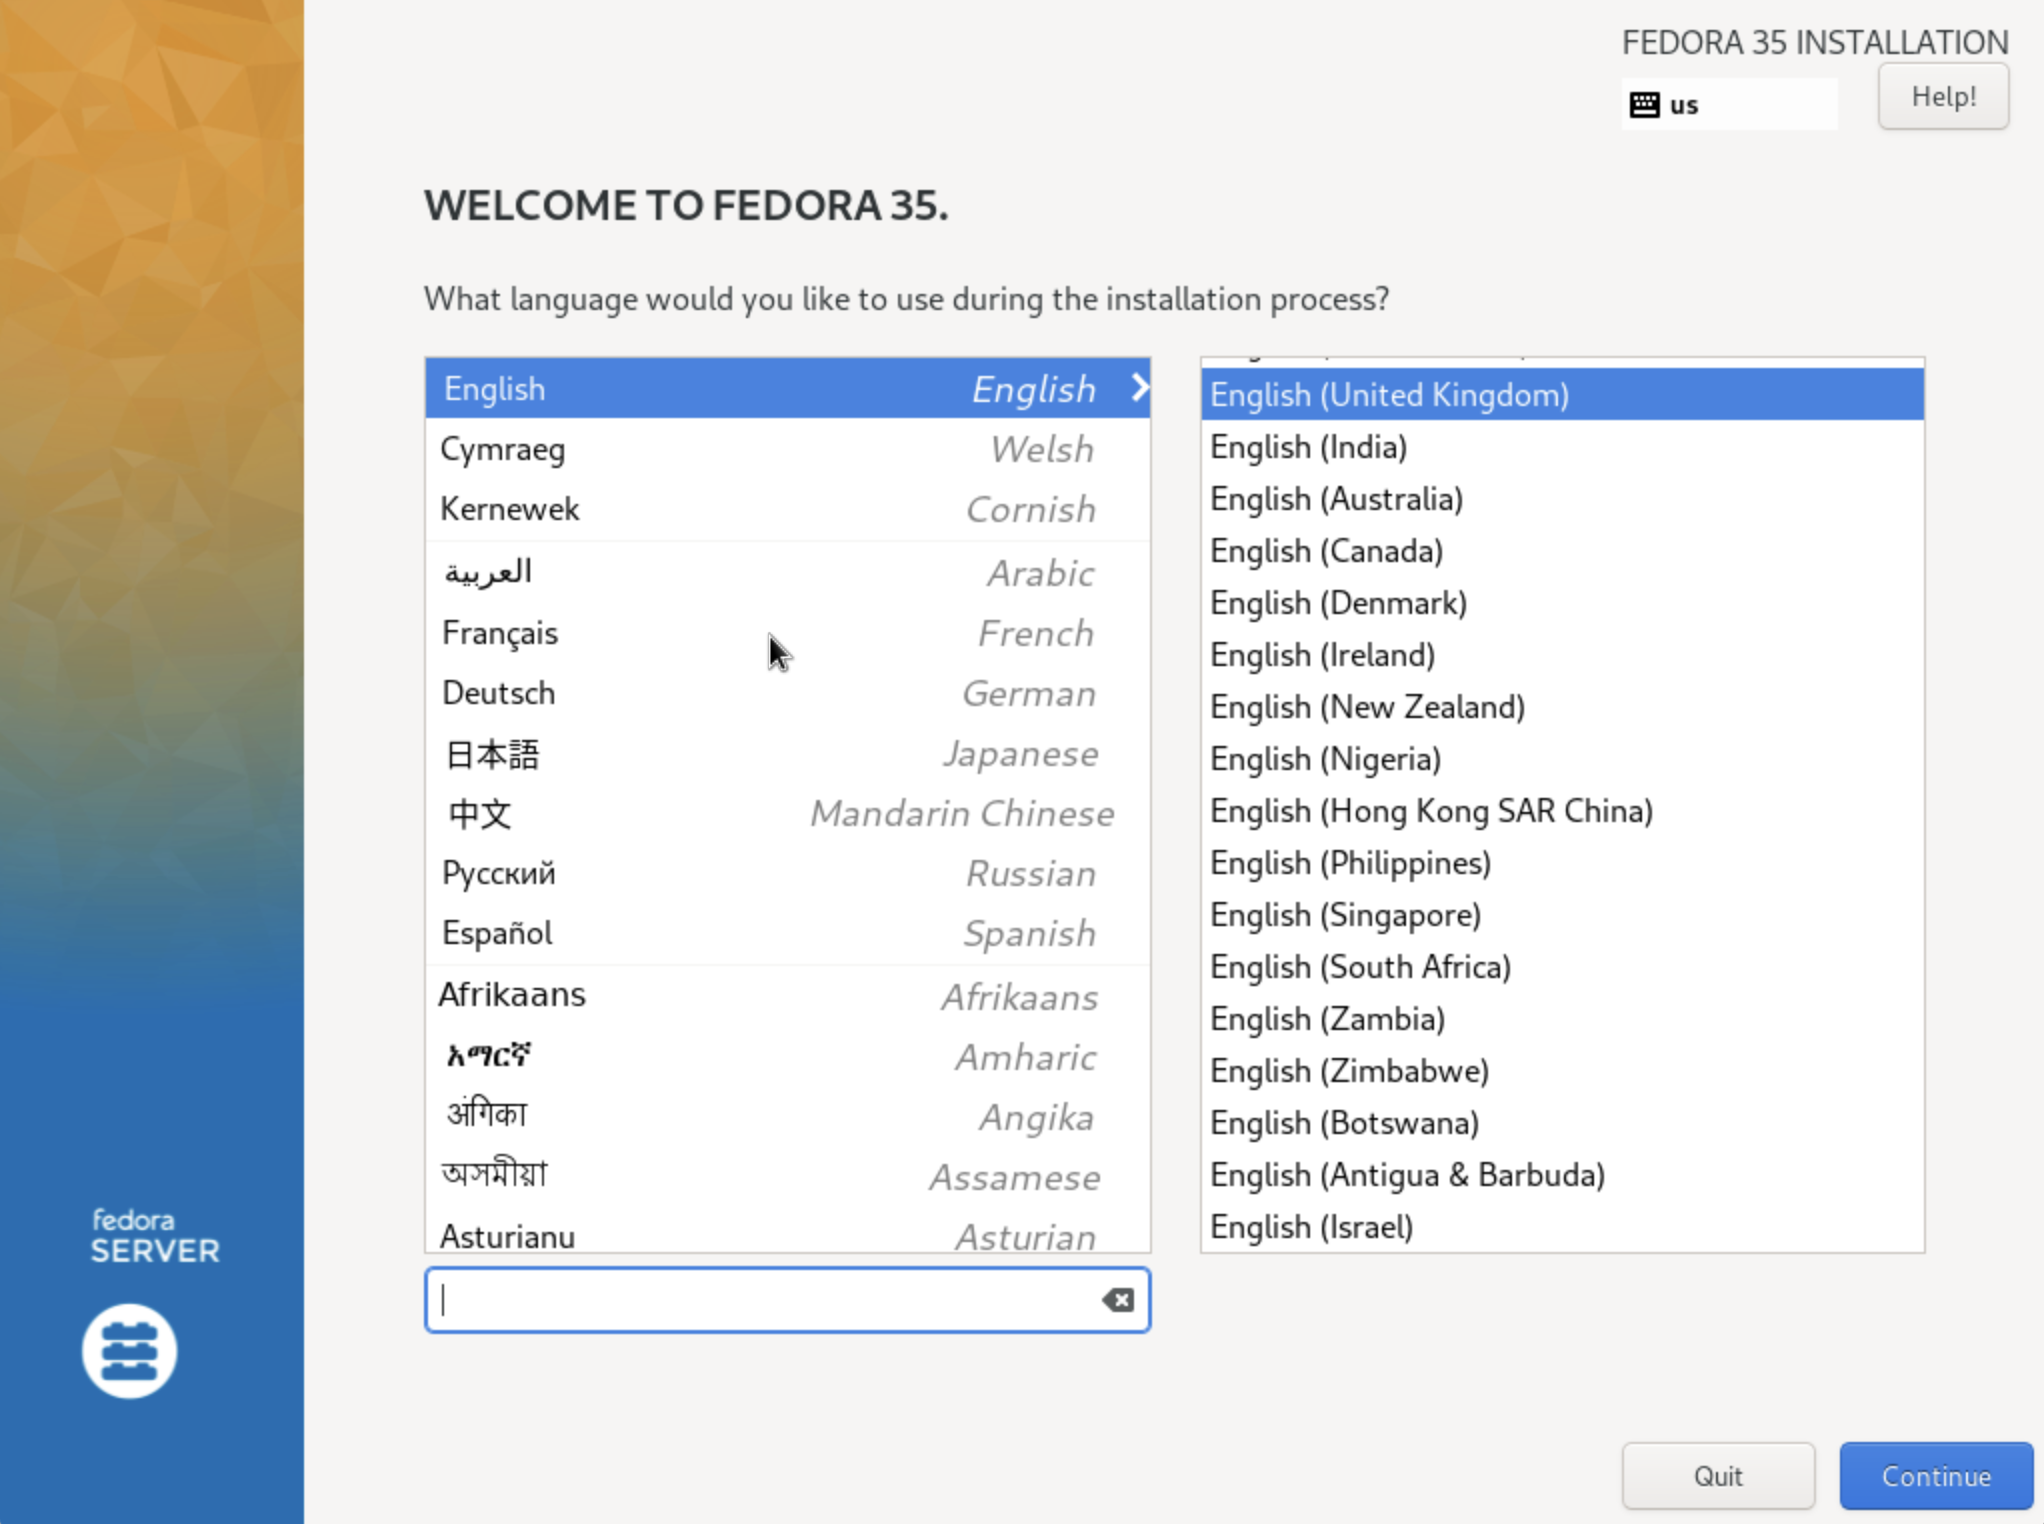 FEDORA 35 INSTALLATION
us
Help!
WELCOME TO FEDORA 35.
What language would you like to use during the installation process?
English English
Cymraeg Welsh
Kernewek Cornish
العربية Arabic
Français French
Deutsch German
日本語 Japanese
中文 Mandarin Chinese
Русский Russian
Español Spanish
Afrikaans Afrikaans
አማርኛ Amharic
अंगिका Angika
অসমীয়া Assamese
Asturianu Asturian
English (United Kingdom)
English (India)
English (Australia)
English (Canada)
English (Denmark)
English (Ireland)
English (New Zealand)
English (Nigeria)
English (Hong Kong SAR China)
English (Philippines)
English (Singapore)
English (South Africa)
English (Zambia)
English (Zimbabwe)
English (Botswana)
English (Antigua & Barbuda)
English (Israel)
fedora
SERVER
Quit
Continue